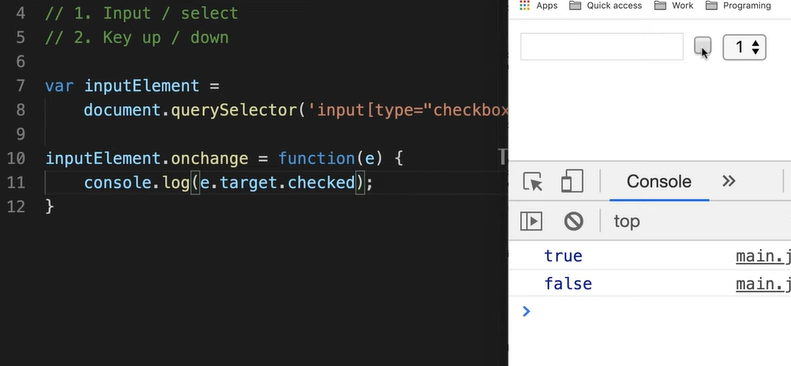 4 // 1. Input / select
5 // 2. Key up / down
6
7 var inputElement =
8 document.querySelector('input[type="checkbox
9
10 inputElement.onchange = function(e) {
11 console.log(e.target.checked);
12 }
Apps Quick access Work Programing
1
Console
top
true main.j
false main.j